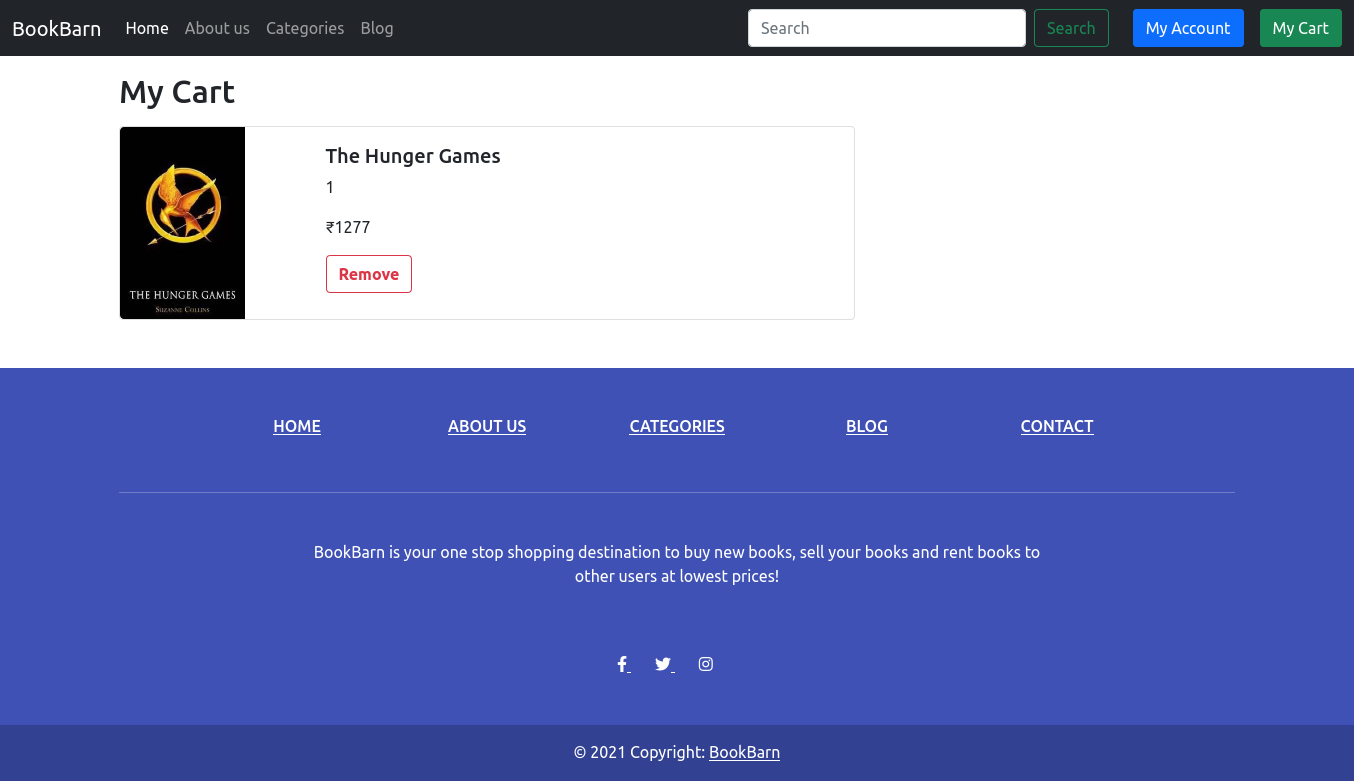 BookBarn Home About us Categories Blog Search Search My Account My Cart
My Cart
The Hunger Games
1
₹1277
Remove
THE HUNGER GAMES
SUZANNE COLLINS
HOME ABOUT US CATEGORIES BLOG CONTACT
BookBarn is your one stop shopping destination to buy new books, sell your books and rent books to
other users at lowest prices!
© 2021 Copyright: BookBarn